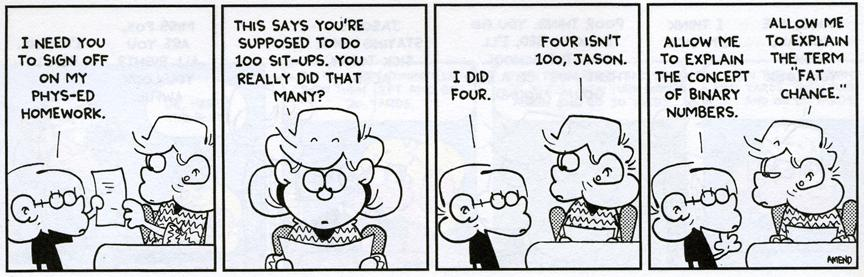 I NEED YOU
TO SIGN OFF
ON MY
PHYS-ED
HOMEWORK.
THIS SAYS YOU'RE
SUPPOSED TO DO
100 SIT-UPS. YOU
REALLY DID THAT
MANY?
I DID
FOUR.
FOUR ISN'T
100, JASON.
ALLOW ME
TO EXPLAIN
THE CONCEPT
OF BINARY
NUMBERS.
ALLOW ME
TO EXPLAIN
THE TERM
"FAT
CHANCE."
AMEND